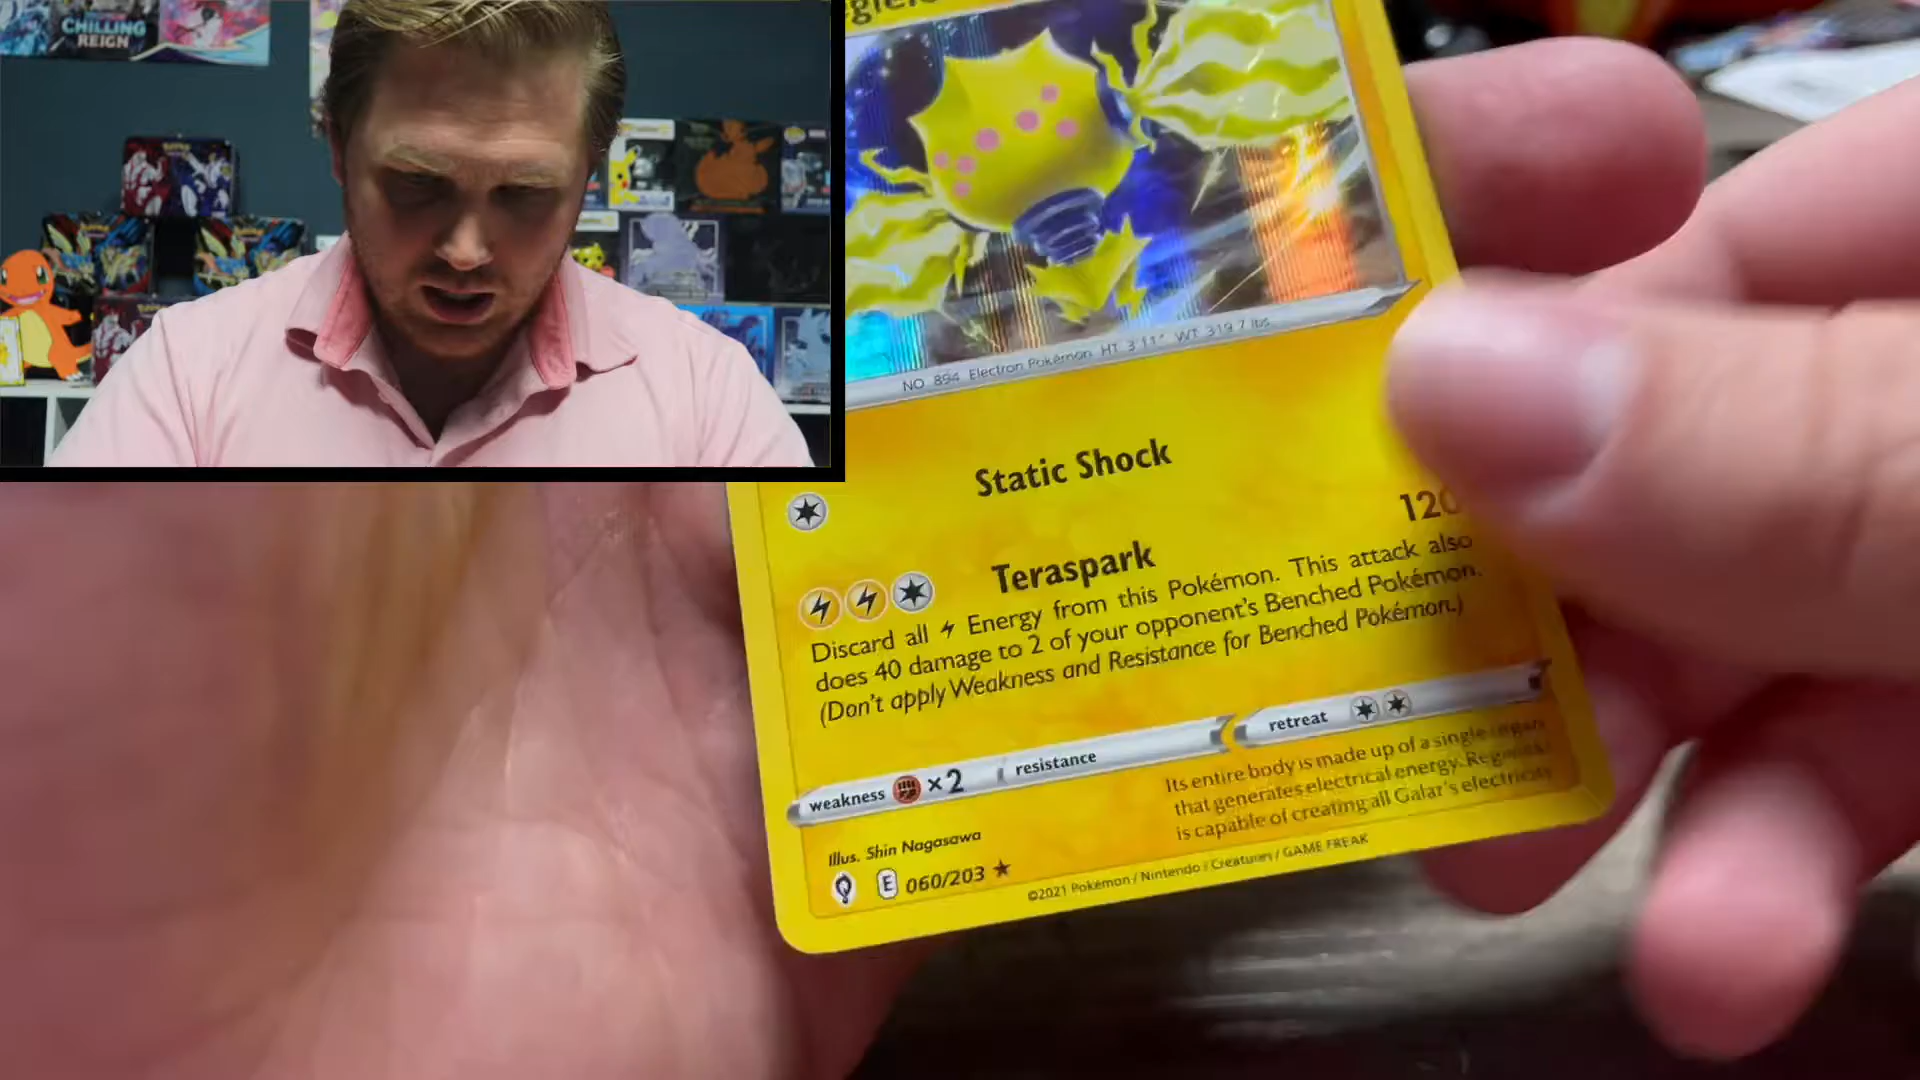 CHILLING
REIGN
NO. 894 Electron Pokémon HT 3'11" WT 319.7 lbs
Static Shock
120
Teraspark
Discard all Energy from this Pokémon. This attack also
does 40 damage to 2 of your opponent's Benched Pokémon.
(Don't apply Weakness and Resistance for Benched Pokémon.)
weakness ×2 resistance
retreat
Its entire body is made up of a single organ
that generates electrical energy. Regieleki
is capable of creating all Galar's electricity
Illus. Shin Nagasawa
E 060/203 ★
©2021 Pokémon / Nintendo / Creatures / GAME FREAK